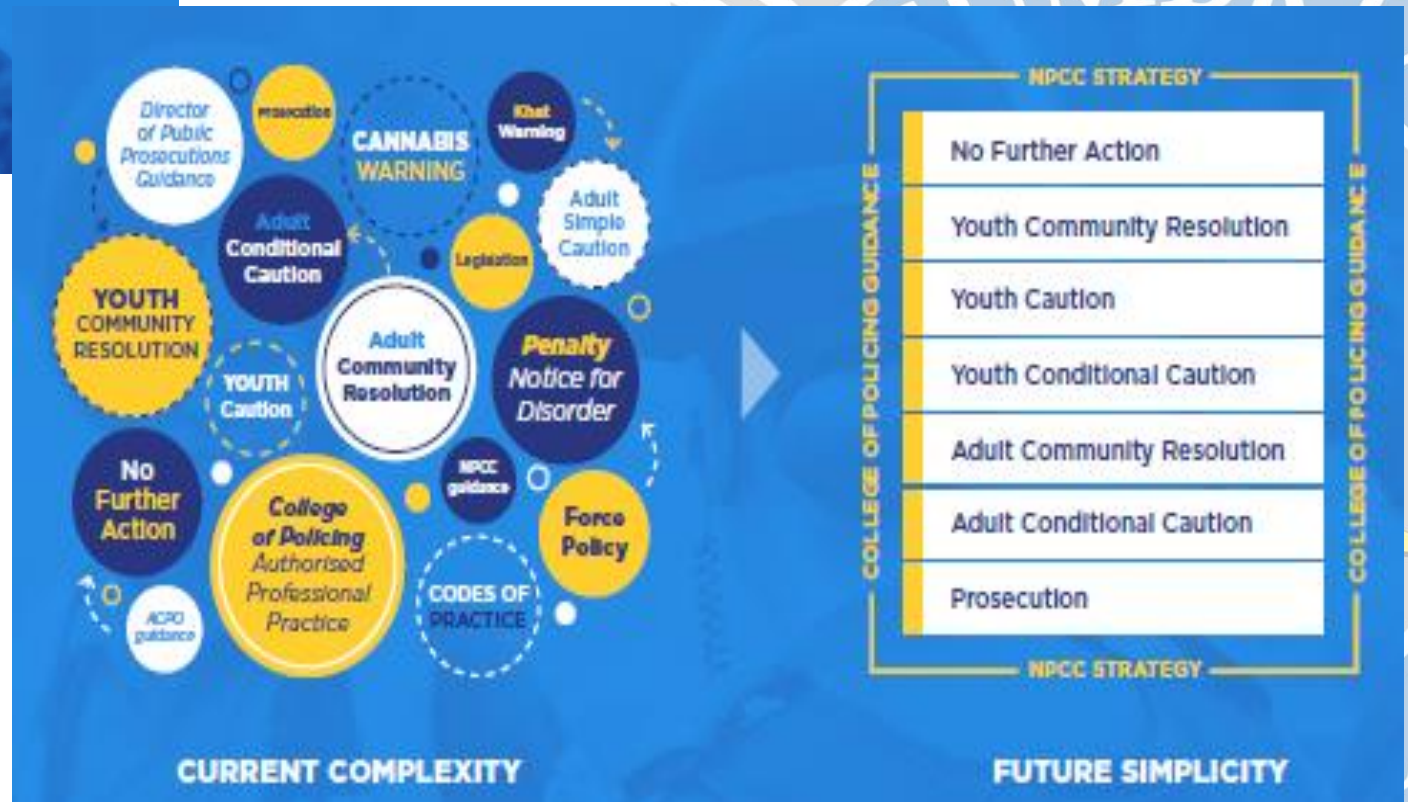 Director
of Public
Prosecutions
Guidance
Prosecution
CANNABIS
WARNING
Khat
Warning
Adult
Simple
Caution
Adult
Conditional
Caution
Legislation
YOUTH
COMMUNITY
RESOLUTION
Adult
Community
Resolution
Penalty
Notice for
Disorder
YOUTH
Caution
No
Further
Action
NPCC
guidance
College
of Policing
Authorised
Professional
Practice
Force
Policy
CODES OF
PRACTICE
ACPO
guidance
CURRENT COMPLEXITY
NPCC STRATEGY
COLLEGE OF POLICING GUIDANCE
No Further Action
Youth Community Resolution
Youth Caution
Youth Conditional Caution
Adult Community Resolution
Adult Conditional Caution
Prosecution
COLLEGE OF POLICING GUIDANCE
NPCC STRATEGY
FUTURE SIMPLICITY